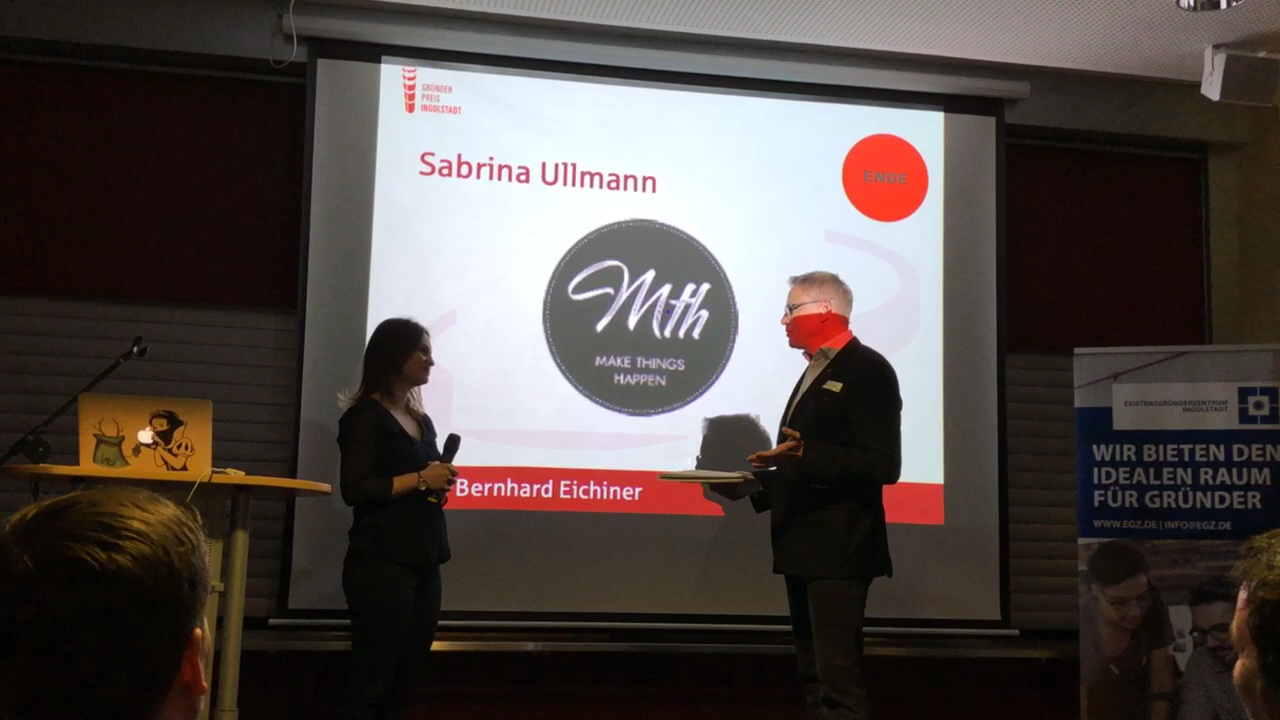 GRÜNDER
PREIS
INGOLSTADT
Sabrina Ullmann
ENDE
Mth
MAKE THINGS
HAPPEN
Bernhard Eichiner
EXISTENZGRÜNDERZENTRUM
INGOLSTADT
WIR BIETEN DEN
IDEALEN RAUM
FÜR GRÜNDER
WWW.EGZ.DE | INFO@EGZ.DE